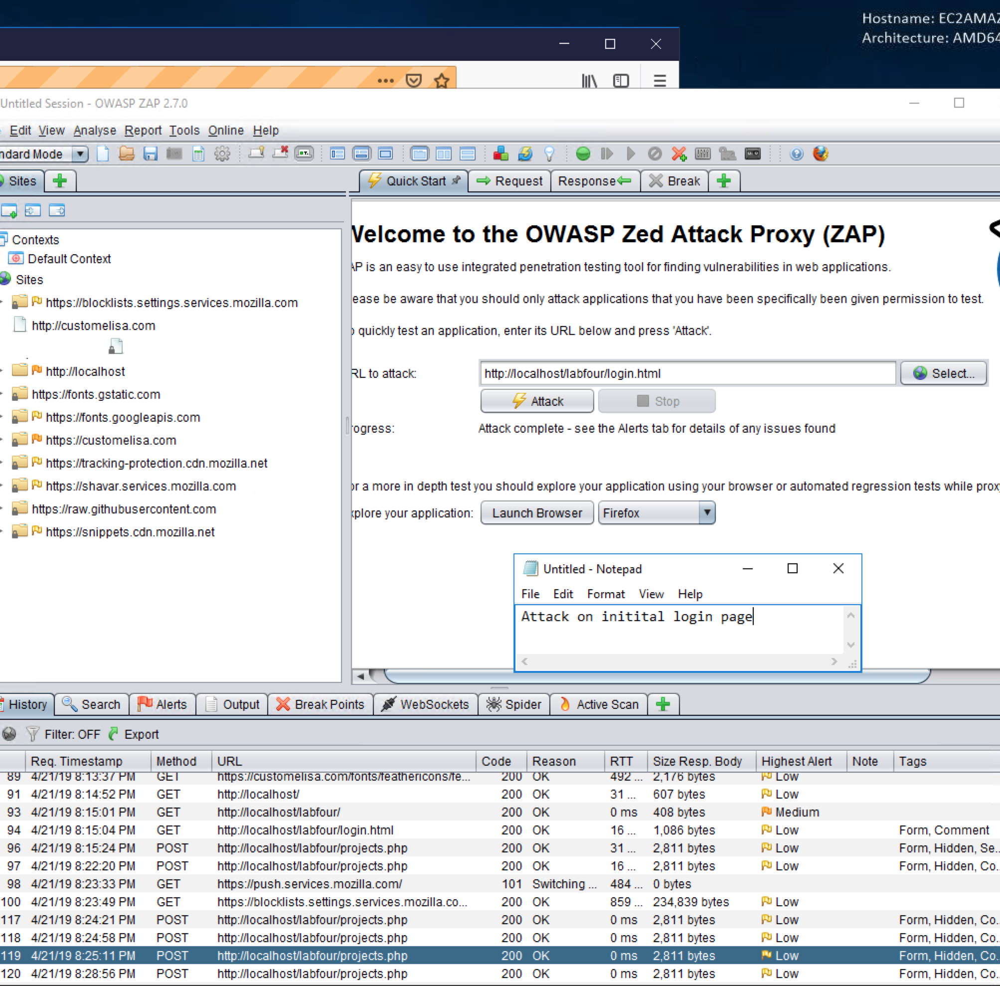 Hostname: EC2AMAZ
Architecture: AMD64
Untitled Session - OWASP ZAP 2.7.0
Edit View Analyse Report Tools Online Help
ndard Mode
Sites
Quick Start Request Response Break
Contexts
Default Context
Sites
https://blocklists.settings.services.mozilla.com
http://customelisa.com
http://localhost
https://fonts.gstatic.com
https://fonts.googleapis.com
https://customelisa.com
https://tracking-protection.cdn.mozilla.net
https://shavar.services.mozilla.com
https://raw.githubusercontent.com
https://snippets.cdn.mozilla.net
Welcome to the OWASP Zed Attack Proxy (ZAP)
AP is an easy to use integrated penetration testing tool for finding vulnerabilities in web applications.
ease be aware that you should only attack applications that you have been specifically been given permission to test.
o quickly test an application, enter its URL below and press 'Attack'.
RL to attack: http://localhost/labfour/login.html Select...
Attack Stop
rogress: Attack complete - see the Alerts tab for details of any issues found
or a more in depth test you should explore your application using your browser or automated regression tests while prox
xplore your application: Launch Browser Firefox
Untitled - Notepad
File Edit Format View Help
Attack on initital login page
History Search Alerts Output Break Points WebSockets Spider Active Scan
Filter: OFF Export
Req. Timestamp Method URL Code Reason RTT Size Resp. Body Highest Alert Note Tags
89 4/21/19 8:13:37 PM GET https://customelisa.com/fonts/feathericons/fe... 200 OK 492 ... 2,176 bytes Low
91 4/21/19 8:14:52 PM GET http://localhost/ 200 OK 31 ... 607 bytes Low
93 4/21/19 8:15:01 PM GET http://localhost/labfour/ 200 OK 0 ms 408 bytes Medium
94 4/21/19 8:15:04 PM GET http://localhost/labfour/login.html 200 OK 16 ... 1,086 bytes Low Form, Comment
96 4/21/19 8:15:24 PM POST http://localhost/labfour/projects.php 200 OK 31 ... 2,811 bytes Low Form, Hidden, Se..
97 4/21/19 8:22:20 PM POST http://localhost/labfour/projects.php 200 OK 16 ... 2,811 bytes Low Form, Hidden, Co..
98 4/21/19 8:23:33 PM GET https://push.services.mozilla.com/ 101 Switching ... 484 ... 0 bytes
100 4/21/19 8:23:49 PM GET https://blocklists.settings.services.mozilla.co... 200 OK 859 ... 234,839 bytes Low
117 4/21/19 8:24:21 PM POST http://localhost/labfour/projects.php 200 OK 0 ms 2,811 bytes Low Form, Hidden, Co..
118 4/21/19 8:24:58 PM POST http://localhost/labfour/projects.php 200 OK 0 ms 2,811 bytes Low Form, Hidden, Co..
119 4/21/19 8:25:11 PM POST http://localhost/labfour/projects.php 200 OK 0 ms 2,811 bytes Low Form, Hidden, Co..
120 4/21/19 8:28:56 PM POST http://localhost/labfour/projects.php 200 OK 0 ms 2,811 bytes Low Form, Hidden, Co..